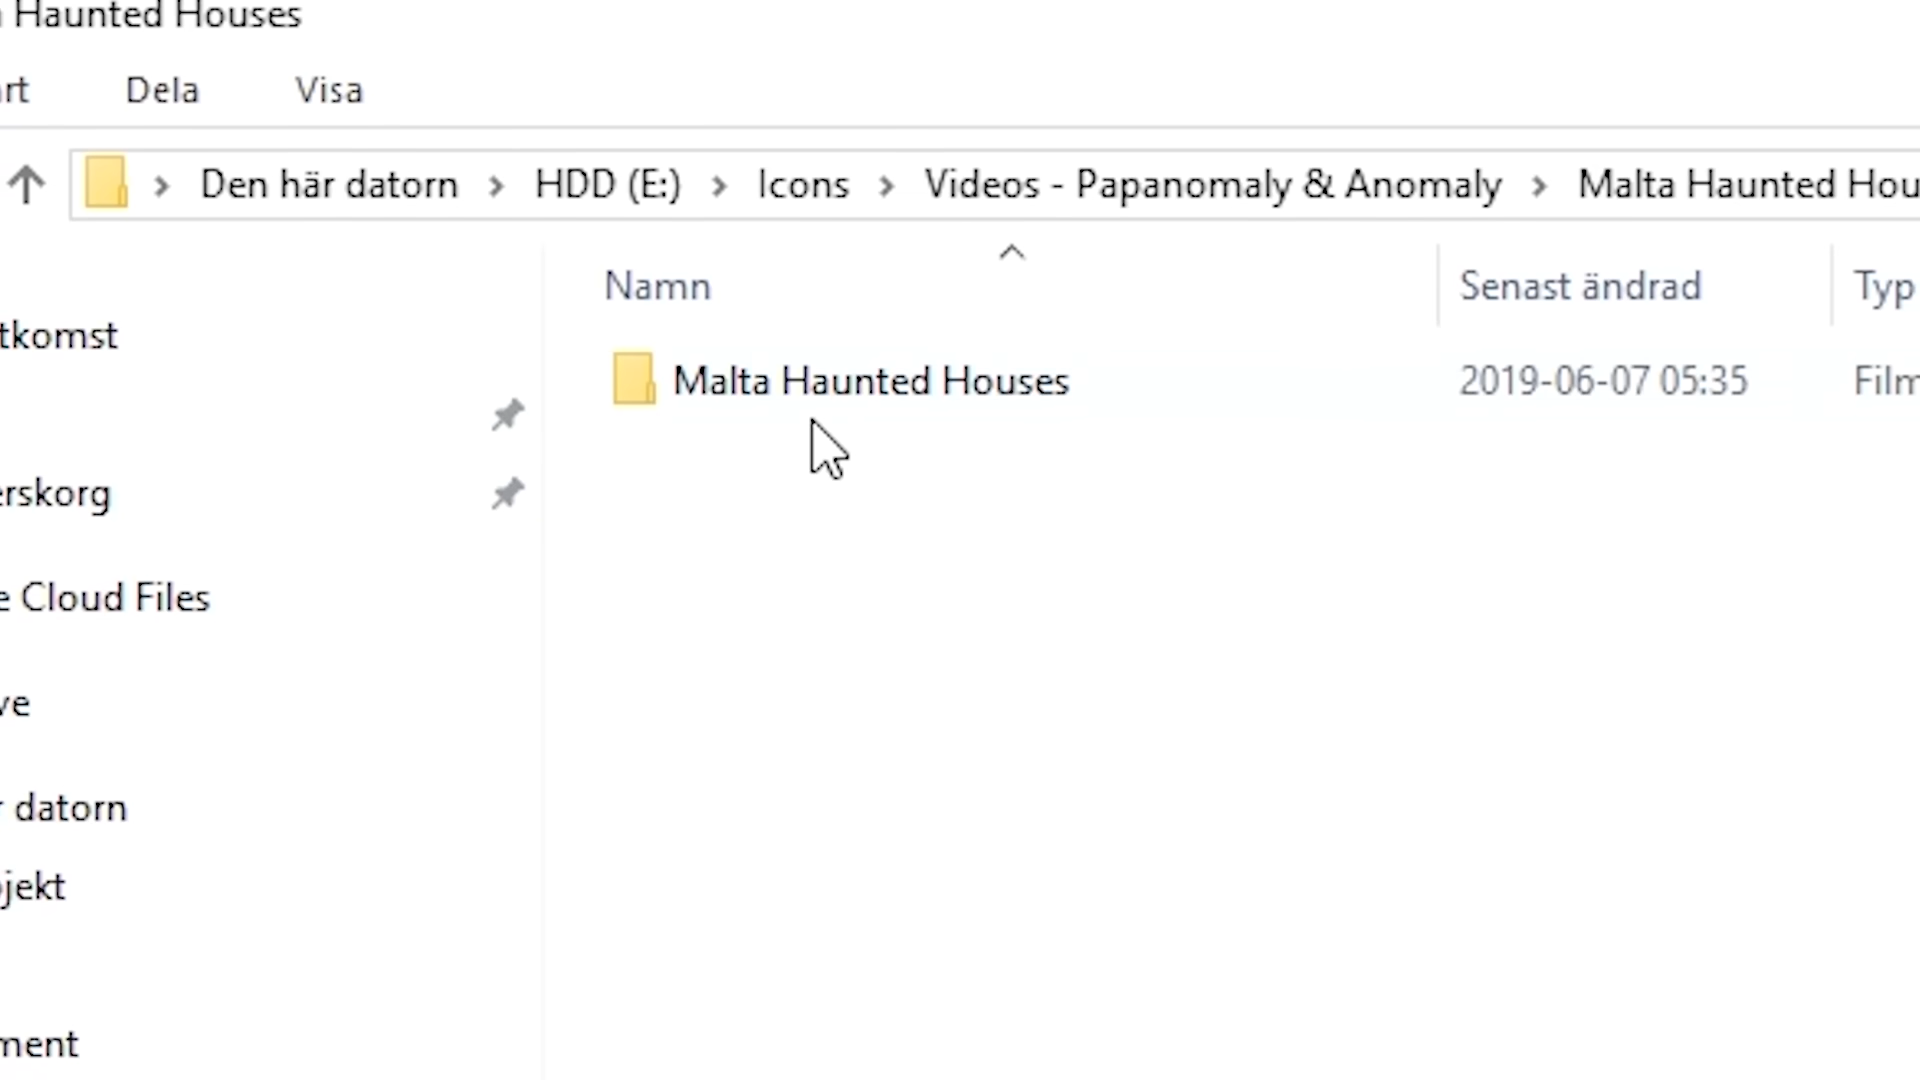 Haunted Houses
rt Dela Visa
Den här datorn HDD (E:) Icons Videos - Papanomaly & Anomaly Malta Haunted Hou
Namn Senast ändrad Typ
tkomst
Malta Haunted Houses 2019-06-07 05:35 Film
erskorg
e Cloud Files
ve
r datorn
jekt
ment